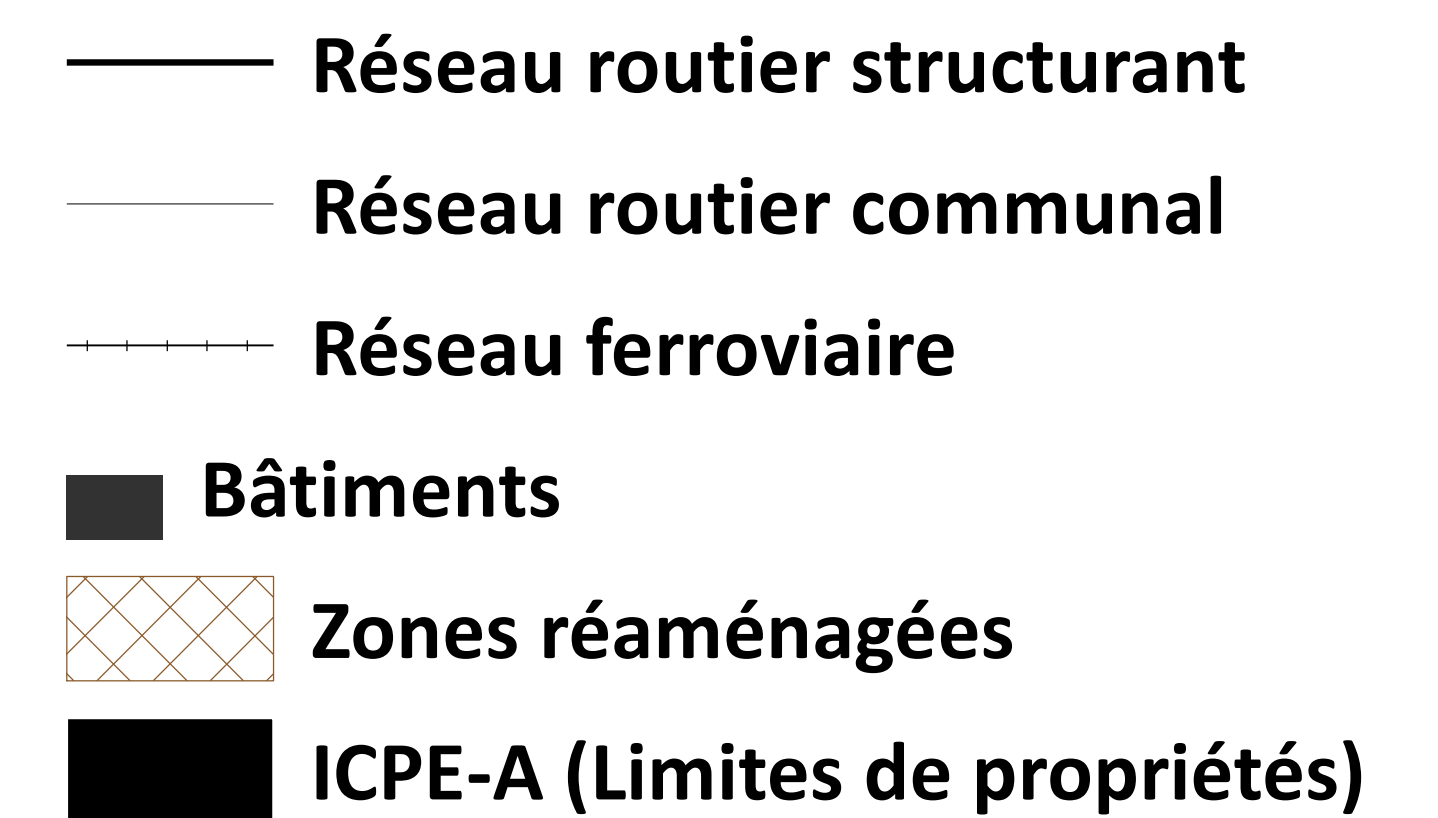 Réseau routier structurant
Réseau routier communal
Réseau ferroviaire
Bâtiments
Zones réaménagées
ICPE-A (Limites de propriétés)